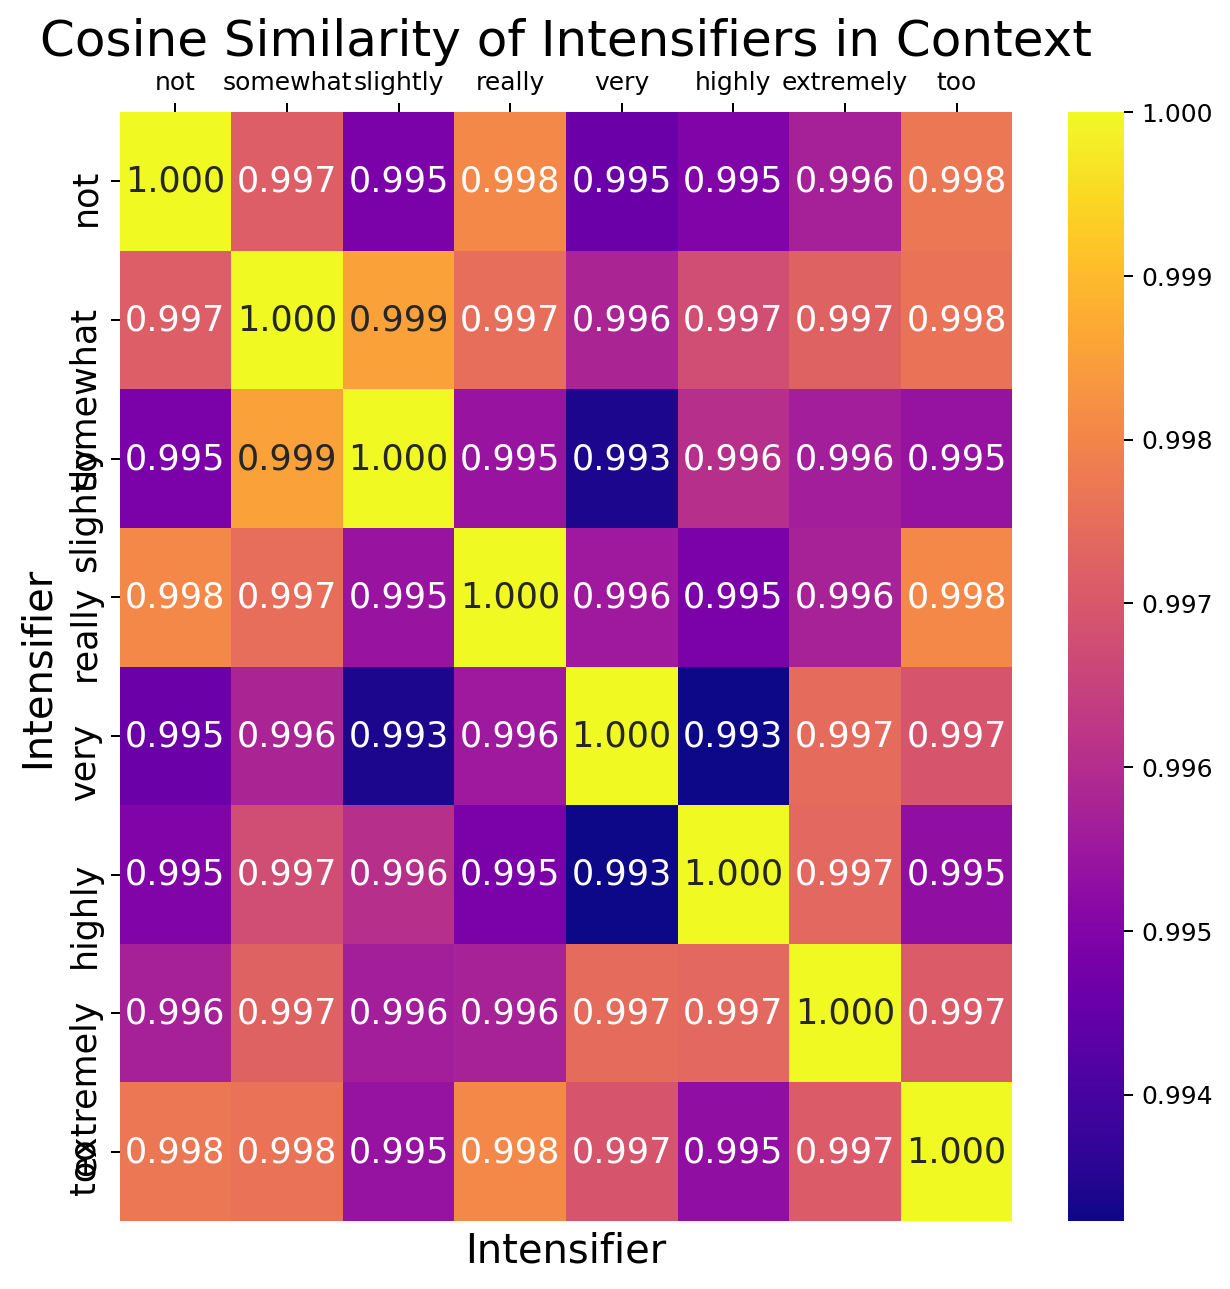 Cosine Similarity of Intensifiers in Context
not somewhat slightly really very highly extremely too
not 1.000 0.997 0.995 0.998 0.995 0.995 0.996 0.998
somewhat 0.997 1.000 0.999 0.997 0.996 0.997 0.997 0.998
slightly 0.995 0.999 1.000 0.995 0.993 0.996 0.996 0.995
really 0.998 0.997 0.995 1.000 0.996 0.995 0.996 0.998
very 0.995 0.996 0.993 0.996 1.000 0.993 0.997 0.997
highly 0.995 0.997 0.996 0.995 0.993 1.000 0.997 0.995
extremely 0.996 0.997 0.996 0.996 0.997 0.997 1.000 0.997
too 0.998 0.998 0.995 0.998 0.997 0.995 0.997 1.000
Intensifier
Intensifier
1.000
0.999
0.998
0.997
0.996
0.995
0.994